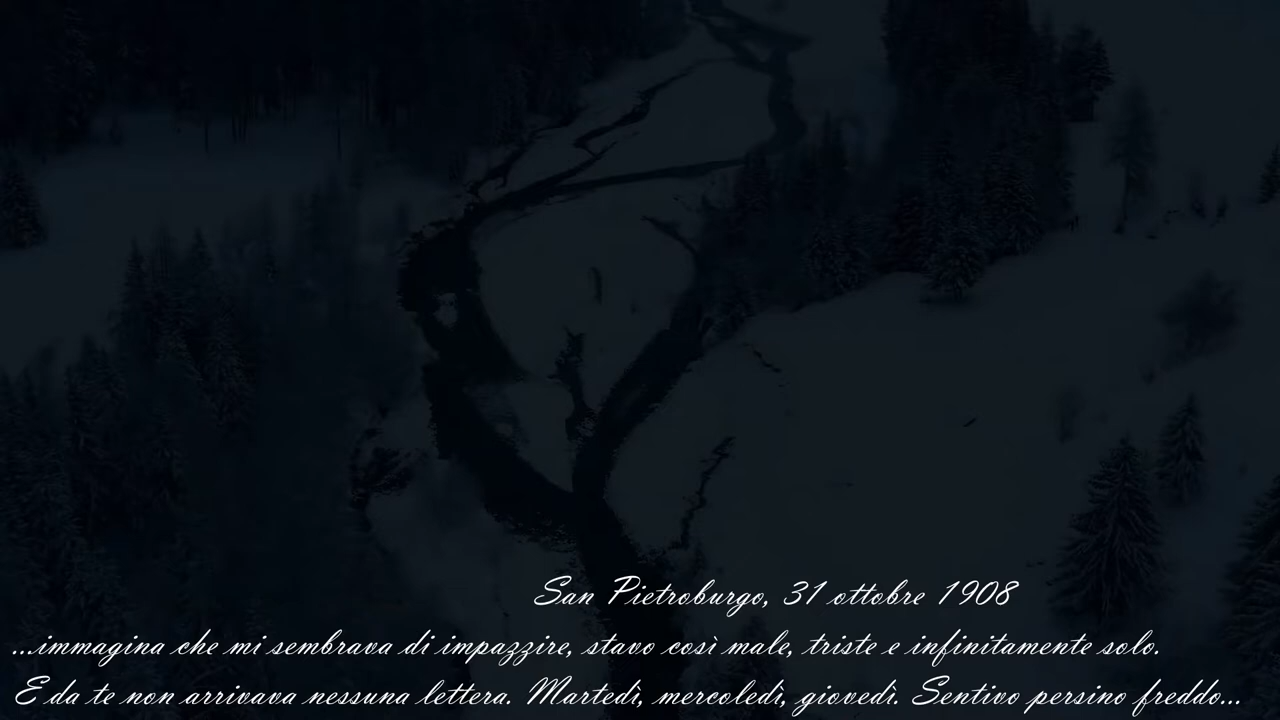 San Pietroburgo, 31 ottobre 1908
...immagina che mi sembrava di impazzire, stavo così male, triste e infinitamente solo.
E da te non arrivava nessuna lettera. Martedì, mercoledì, giovedì. Sentivo persino freddo...